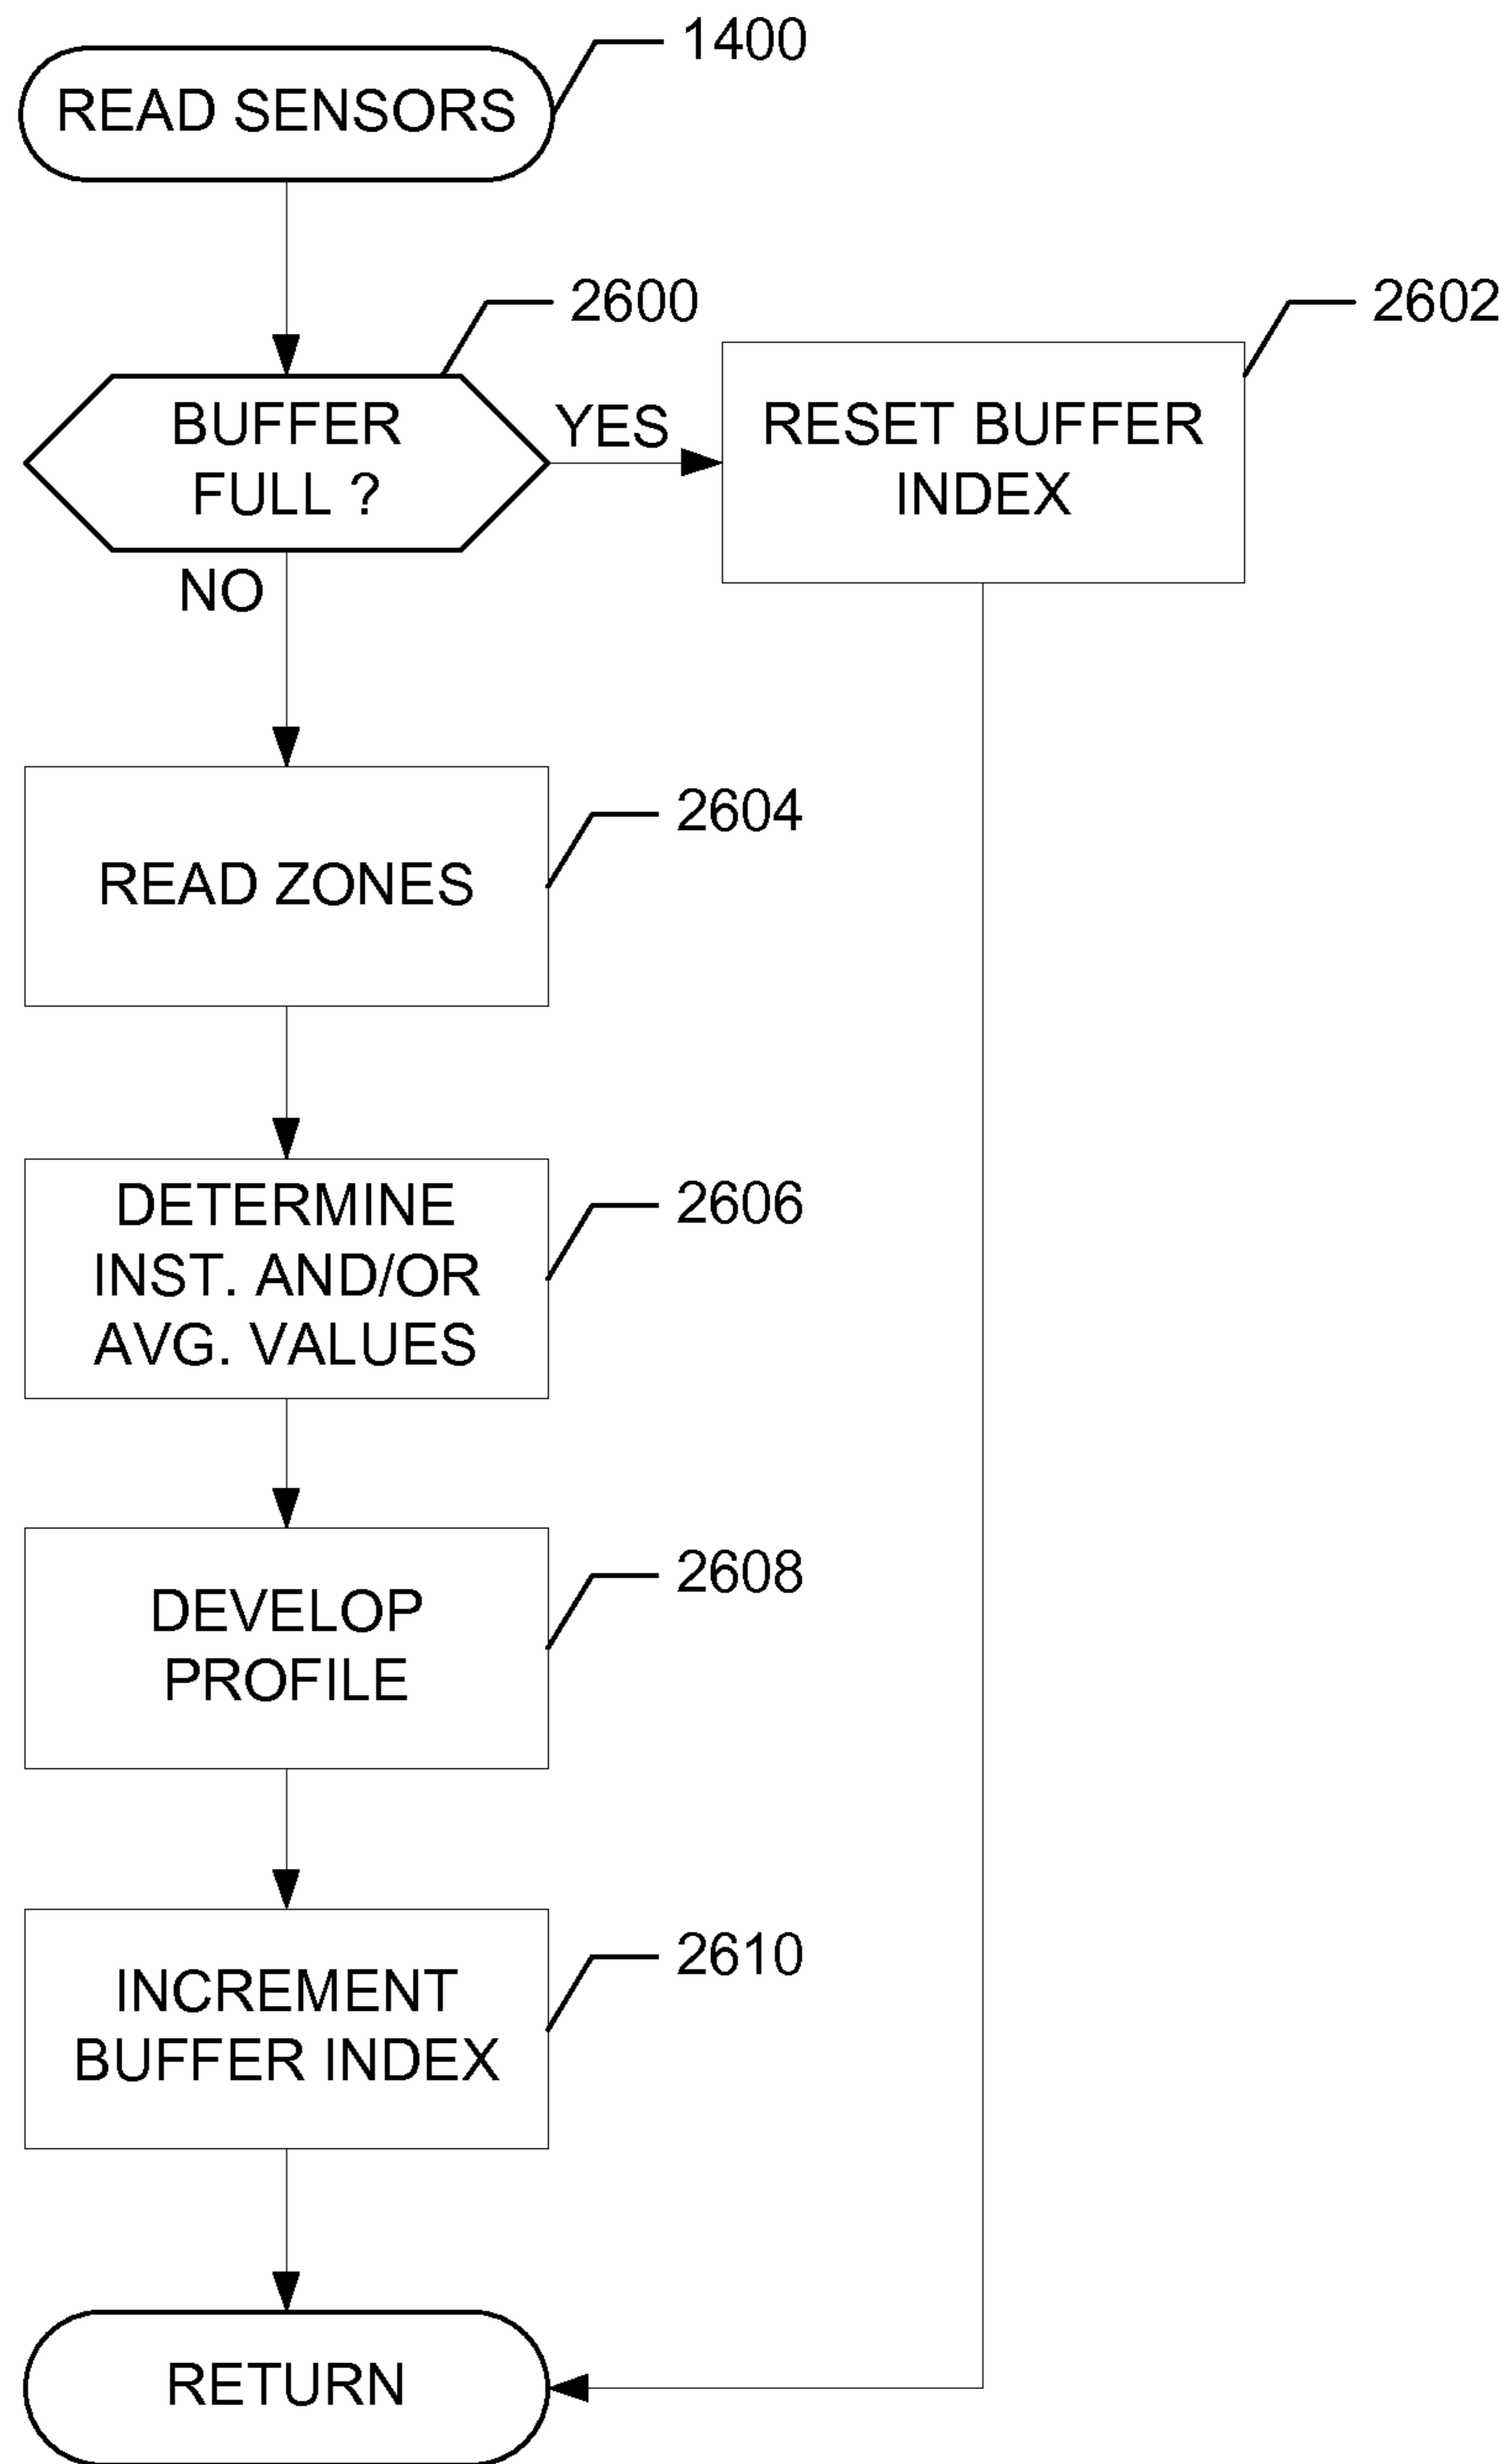 1400
READ SENSORS
2600
2602
BUFFER
FULL ?
YES
RESET BUFFER
INDEX
NO
2604
READ ZONES
2606
DETERMINE
INST. AND/OR
AVG. VALUES
2608
DEVELOP
PROFILE
2610
INCREMENT
BUFFER INDEX
RETURN